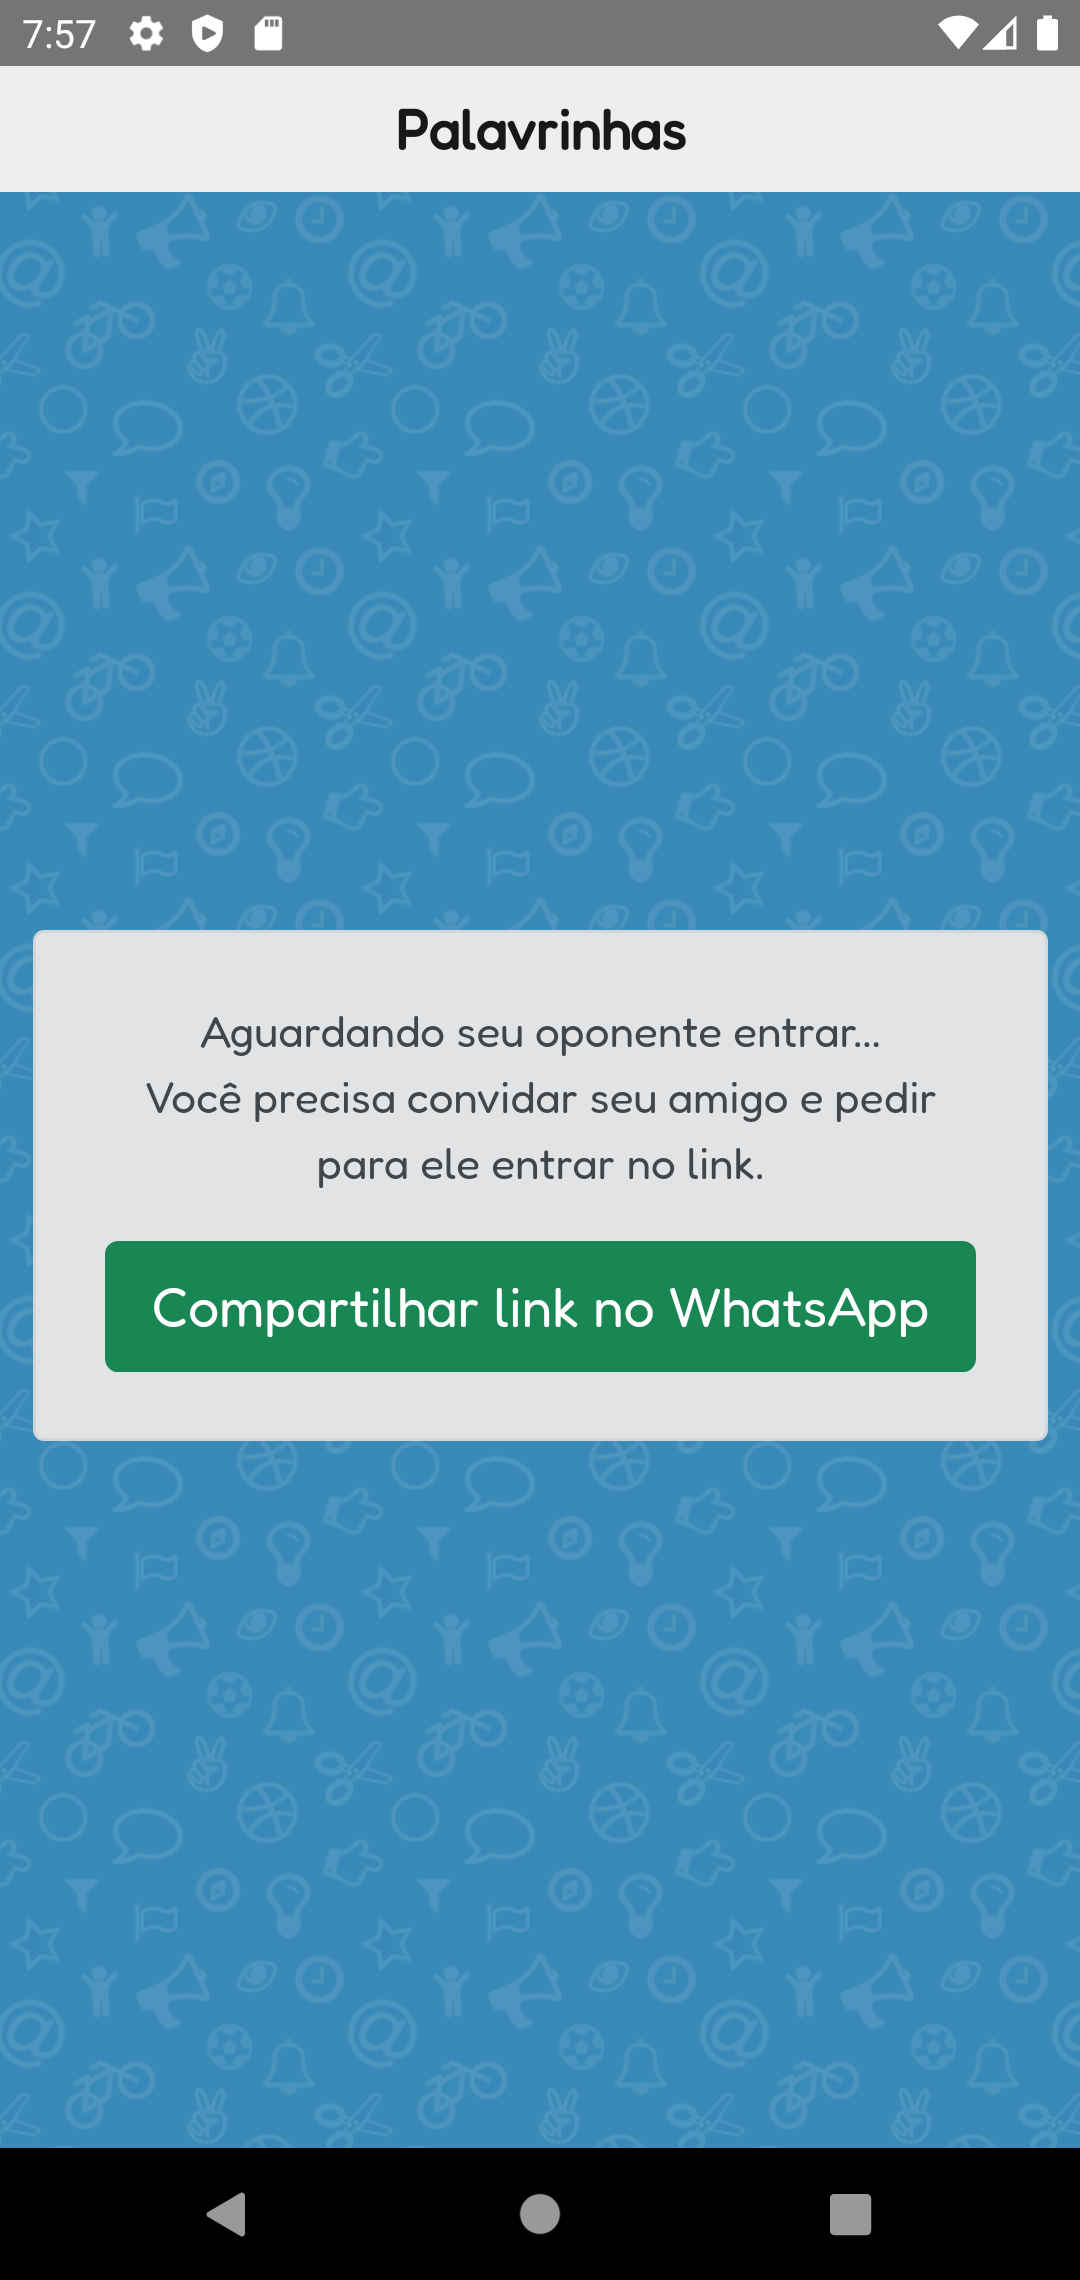 7:57
Palavrinhas
Aguardando seu oponente entrar...
Você precisa convidar seu amigo e pedir
para ele entrar no link.
Compartilhar link no WhatsApp